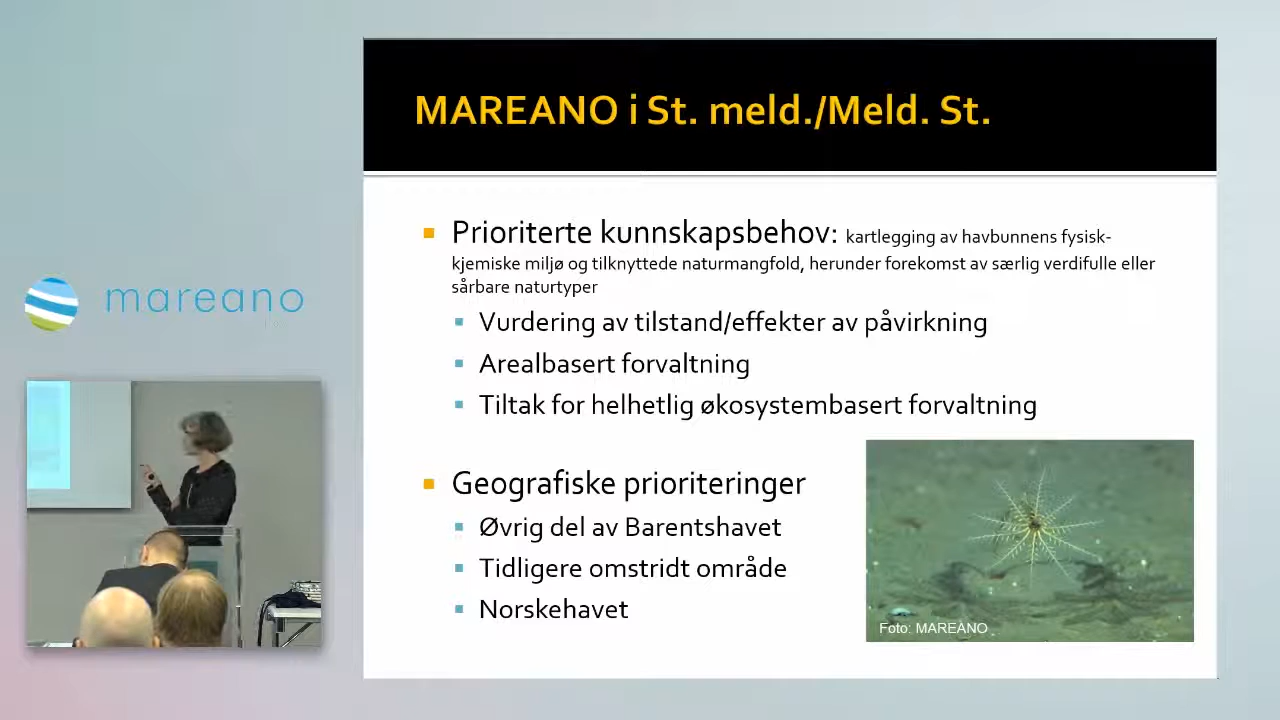 MAREANO i St. meld./Meld. St.
Prioriterte kunnskapsbehov: kartlegging av havbunnens fysisk-
kjemiske miljø og tilknyttede naturmangfold, herunder forekomst av særlig verdifulle eller
sårbare naturtyper
Vurdering av tilstand/effekter av påvirkning
Arealbasert forvaltning
Tiltak for helhetlig økosystembasert forvaltning
Geografiske prioriteringer
Øvrig del av Barentshavet
Tidligere omstridt område
Norskehavet
Foto: MAREANO
mareano